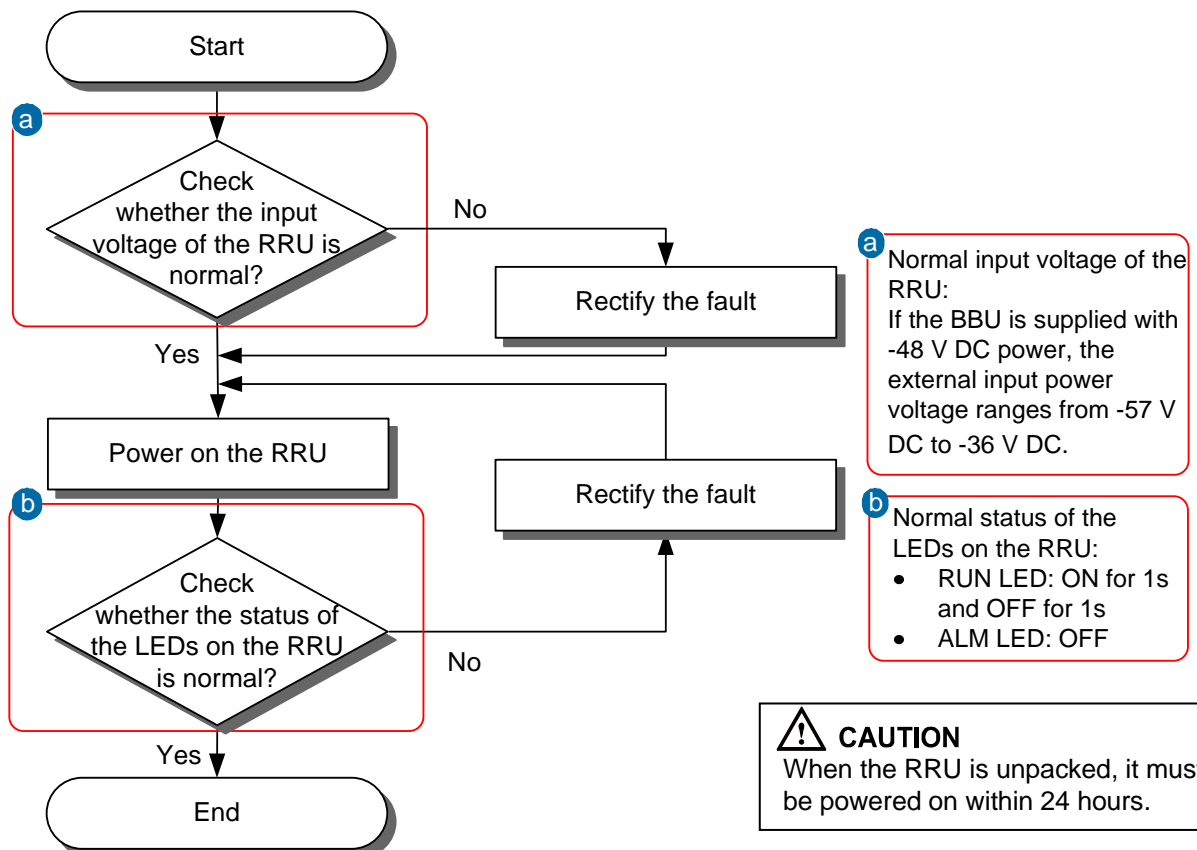 Start
a
Check
whether the input
voltage of the RRU is
normal?
No
Rectify the fault
Yes
Power on the RRU
Rectify the fault
b
Check
whether the status of
the LEDs on the RRU
is normal?
No
Yes
End
a
Normal input voltage of the
RRU:
If the BBU is supplied with
-48 V DC power, the
external input power
voltage ranges from -57 V
DC to -36 V DC.
b
Normal status of the
LEDs on the RRU:
• RUN LED: ON for 1s
and OFF for 1s
• ALM LED: OFF
! CAUTION
When the RRU is unpacked, it must
be powered on within 24 hours.